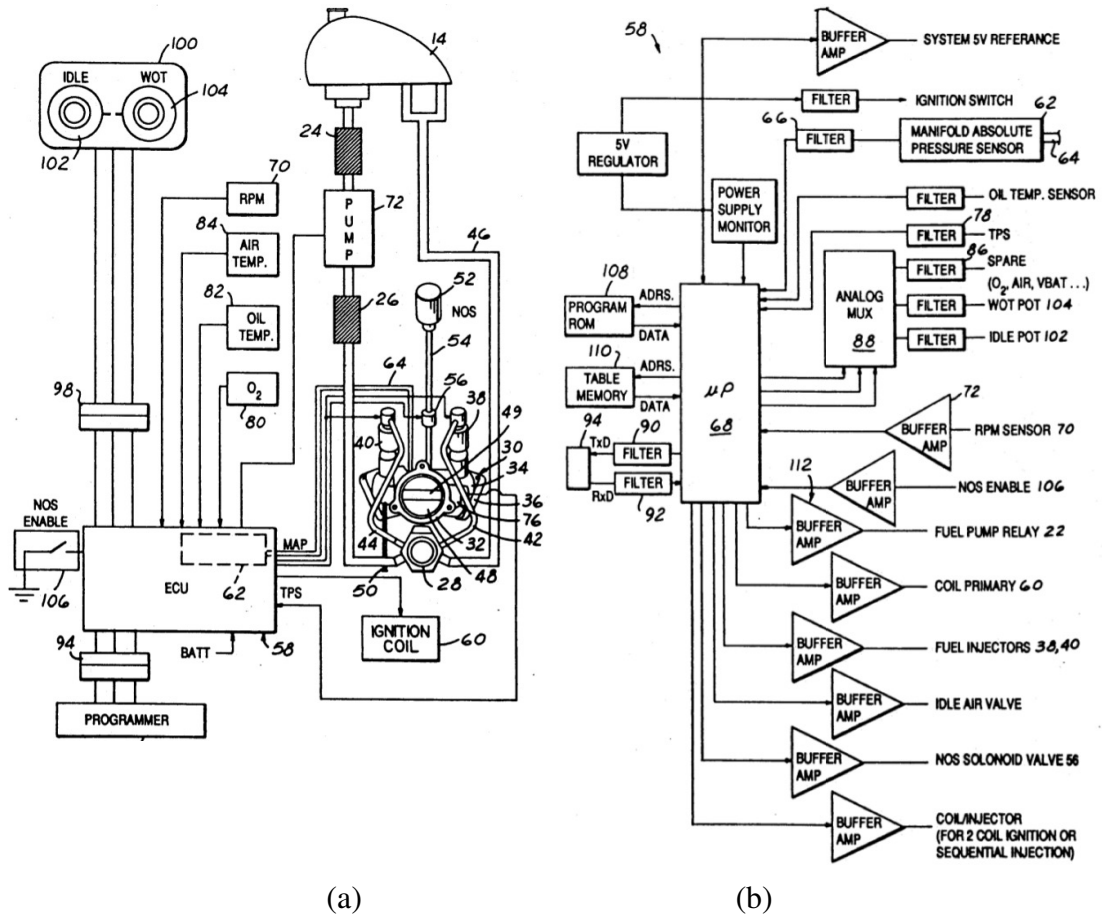 100
IDLE
WOT
104
102
14
24
70
RPM
PUMP
72
84
AIR
TEMP.
46
82
OIL
TEMP.
26
52
NOS
54
98
O2
80
64
56
38
49
40
30
34
36
76
42
44
32
48
50
28
NOS
ENABLE
106
MAP
62
ECU
TPS
BATT
58
IGNITION
COIL
60
94
PROGRAMMER
(a)
58
BUFFER
AMP
SYSTEM 5V REFERANCE
FILTER
IGNITION SWITCH
5V
REGULATOR
66
FILTER
MANIFOLD ABSOLUTE
PRESSURE SENSOR
62
64
POWER
SUPPLY
MONITOR
FILTER
OIL TEMP. SENSOR
78
FILTER
TPS
86
FILTER
SPARE
(O2, AIR, VBAT ...)
ANALOG
MUX
88
FILTER
WOT POT 104
FILTER
IDLE POT 102
108
PROGRAM
ROM
ADRS.
DATA
110
TABLE
MEMORY
ADRS.
DATA
μP
68
94
TxD
90
FILTER
RxD
FILTER
92
72
BUFFER
AMP
RPM SENSOR 70
BUFFER
AMP
NOS ENABLE 106
112
BUFFER
AMP
FUEL PUMP RELAY 22
BUFFER
AMP
COIL PRIMARY 60
BUFFER
AMP
FUEL INJECTORS 38,40
BUFFER
AMP
IDLE AIR VALVE
BUFFER
AMP
NOS SOLONOID VALVE 56
BUFFER
AMP
COIL/INJECTOR
(FOR 2 COIL IGNITION OR
SEQUENTIAL INJECTION)
(b)